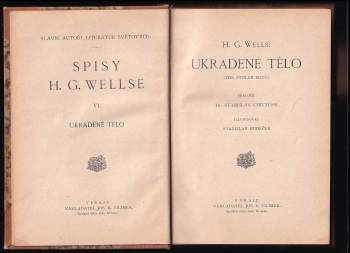 SLAVNÍ AUTOŘI LITERATUR SVĚTOVÝCH
SPISY
H. G. WELLSE
VI.
UKRADENÉ TĚLO
V PRAZE
NAKLADATEL JOS. R. VILÍMEK
H. G. WELLS:
UKRADENÉ TĚLO
(THE STOLEN BODY)
PŘELOŽIL
ILLUSTROVAL
STANISLAV HUDEČEK
V PRAZE
NAKLADATEL JOS. R. VILÍMEK